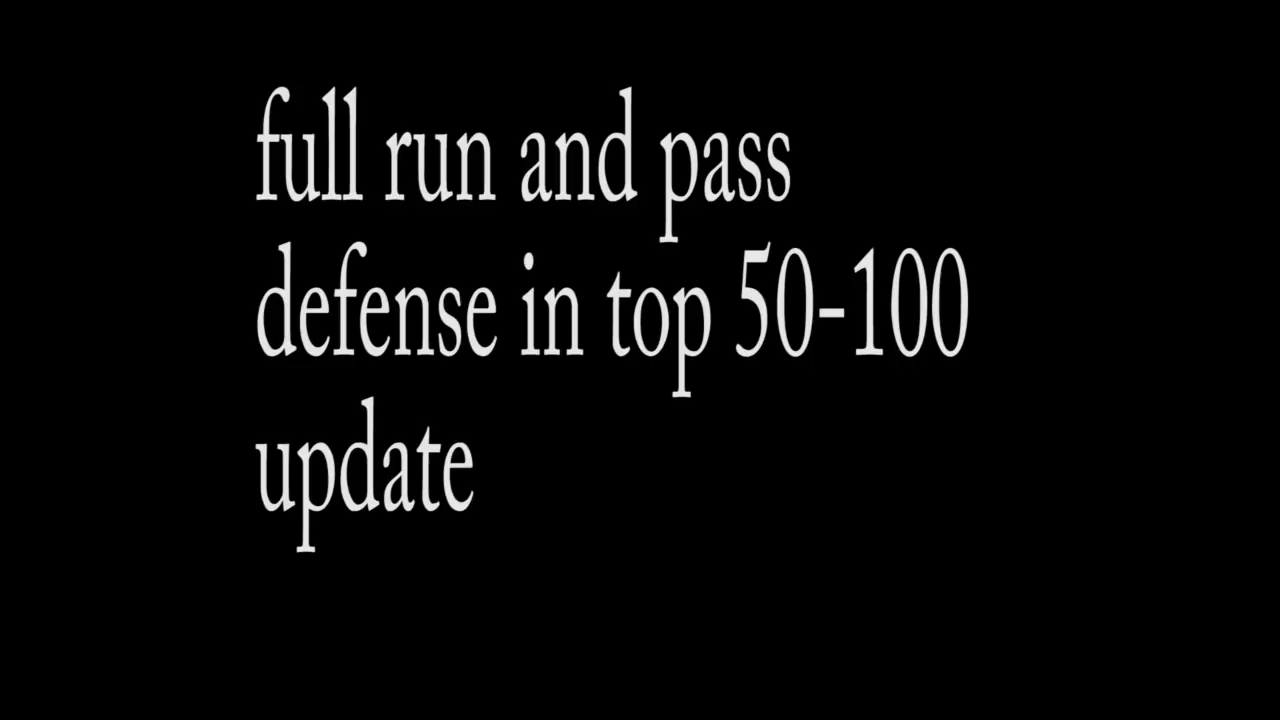 full run and pass
defense in top 50-100
update